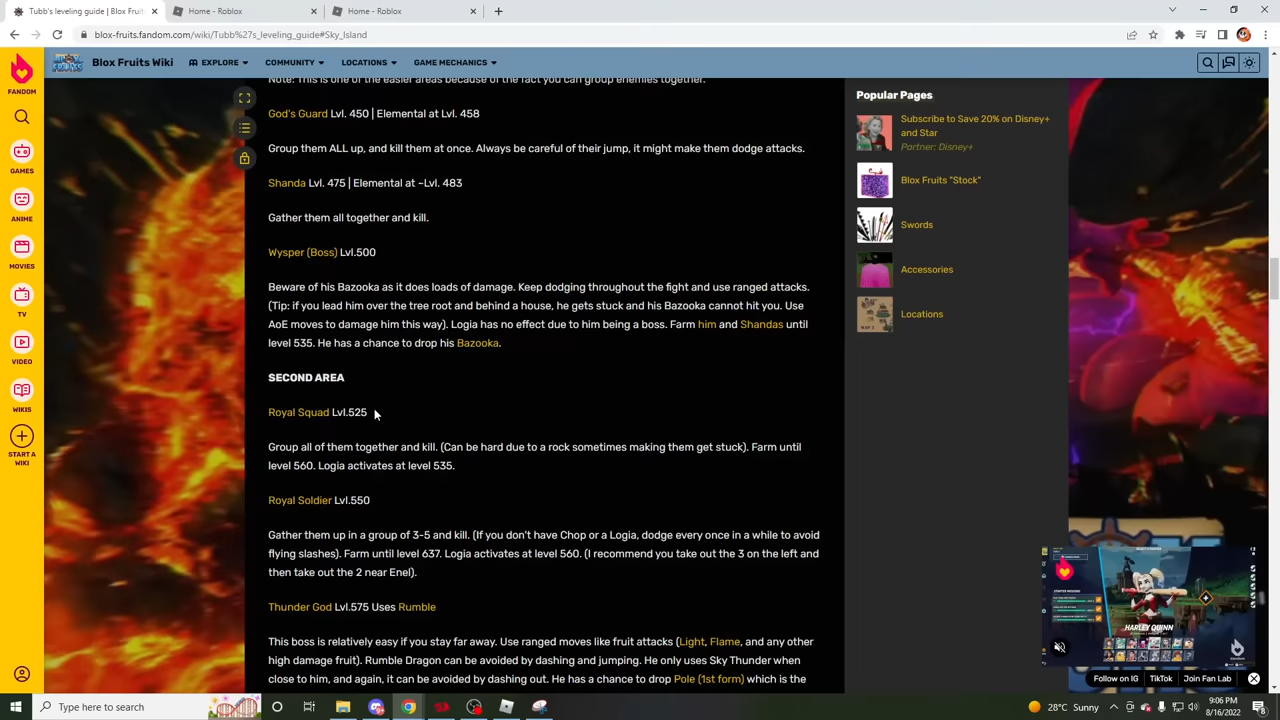 Tubb's leveling guide | Blox Fruits
Home - Roblox
Home - Roblox
blox-fruits.fandom.com/wiki/Tubb%27s_leveling_guide#Sky_Island
Blox Fruits Wiki
EXPLORE
COMMUNITY
LOCATIONS
GAME MECHANICS
FANDOM
GAMES
ANIME
MOVIES
TV
VIDEO
WIKIS
START A
WIKI
Note: This is one of the easier areas because of the fact you can group enemies together.
God's Guard Lvl. 450 | Elemental at Lvl. 458
Group them ALL up, and kill them at once. Always be careful of their jump, it might make them dodge attacks.
Shanda Lvl. 475 | Elemental at ~Lvl. 483
Gather them all together and kill.
Wysper (Boss) Lvl.500
Beware of his Bazooka as it does loads of damage. Keep dodging throughout the fight and use ranged attacks.
(Tip: if you lead him over the tree root and behind a house, he gets stuck and his Bazooka cannot hit you. Use
AoE moves to damage him this way). Logia has no effect due to him being a boss. Farm him and Shandas until
level 535. He has a chance to drop his Bazooka.
SECOND AREA
Royal Squad Lvl.525
Group all of them together and kill. (Can be hard due to a rock sometimes making them get stuck). Farm until
level 560. Logia activates at level 535.
Royal Soldier Lvl.550
Gather them up in a group of 3-5 and kill. (If you don't have Chop or a Logia, dodge every once in a while to avoid
flying slashes). Farm until level 637. Logia activates at level 560. (I recommend you take out the 3 on the left and
then take out the 2 near Enel).
Thunder God Lvl.575 Uses Rumble
This boss is relatively easy if you stay far away. Use ranged moves like fruit attacks (Light, Flame, and any other
high damage fruit). Rumble Dragon can be avoided by dashing and jumping. He only uses Sky Thunder when
close to him, and again, it can be avoided by dashing out. He has a chance to drop Pole (1st form) which is the
Popular Pages
Subscribe to Save 20% on Disney+
and Star
Partner: Disney+
Blox Fruits "Stock"
Swords
Accessories
Locations
HARLEY QUINN
Follow on IG
TikTok
Join Fan Lab
Type here to search
28°C Sunny
9:06 PM
8/16/2022